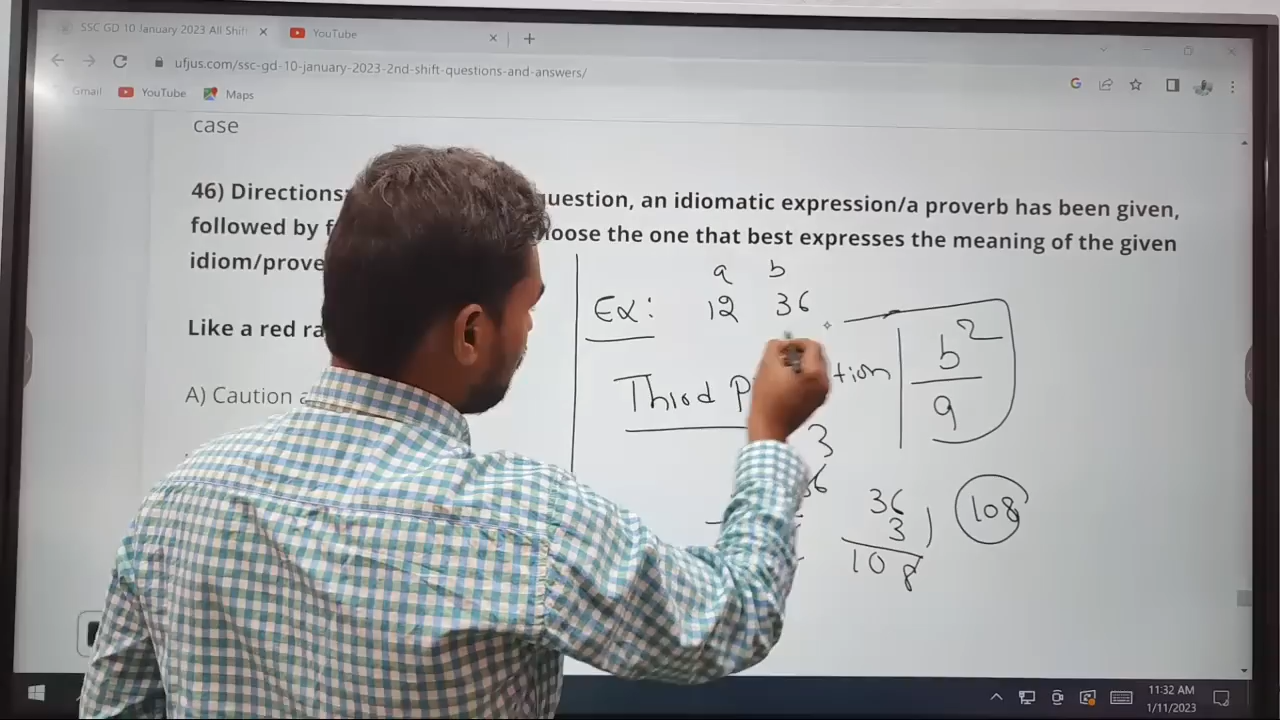 SSC GD 10 January 2023 All Shift
YouTube
ufjus.com/ssc-gd-10-january-2023-2nd-shift-questions-and-answers/
Gmail YouTube Maps
case
46) Directions: uestion, an idiomatic expression/a proverb has been given,
followed by f oose the one that best expresses the meaning of the given
idiom/prove
Like a red ra
A) Caution a
a b
Ex: 12 36
Third P tion
b²
a
3
36
36
3
108
108
11:32 AM
1/11/2023